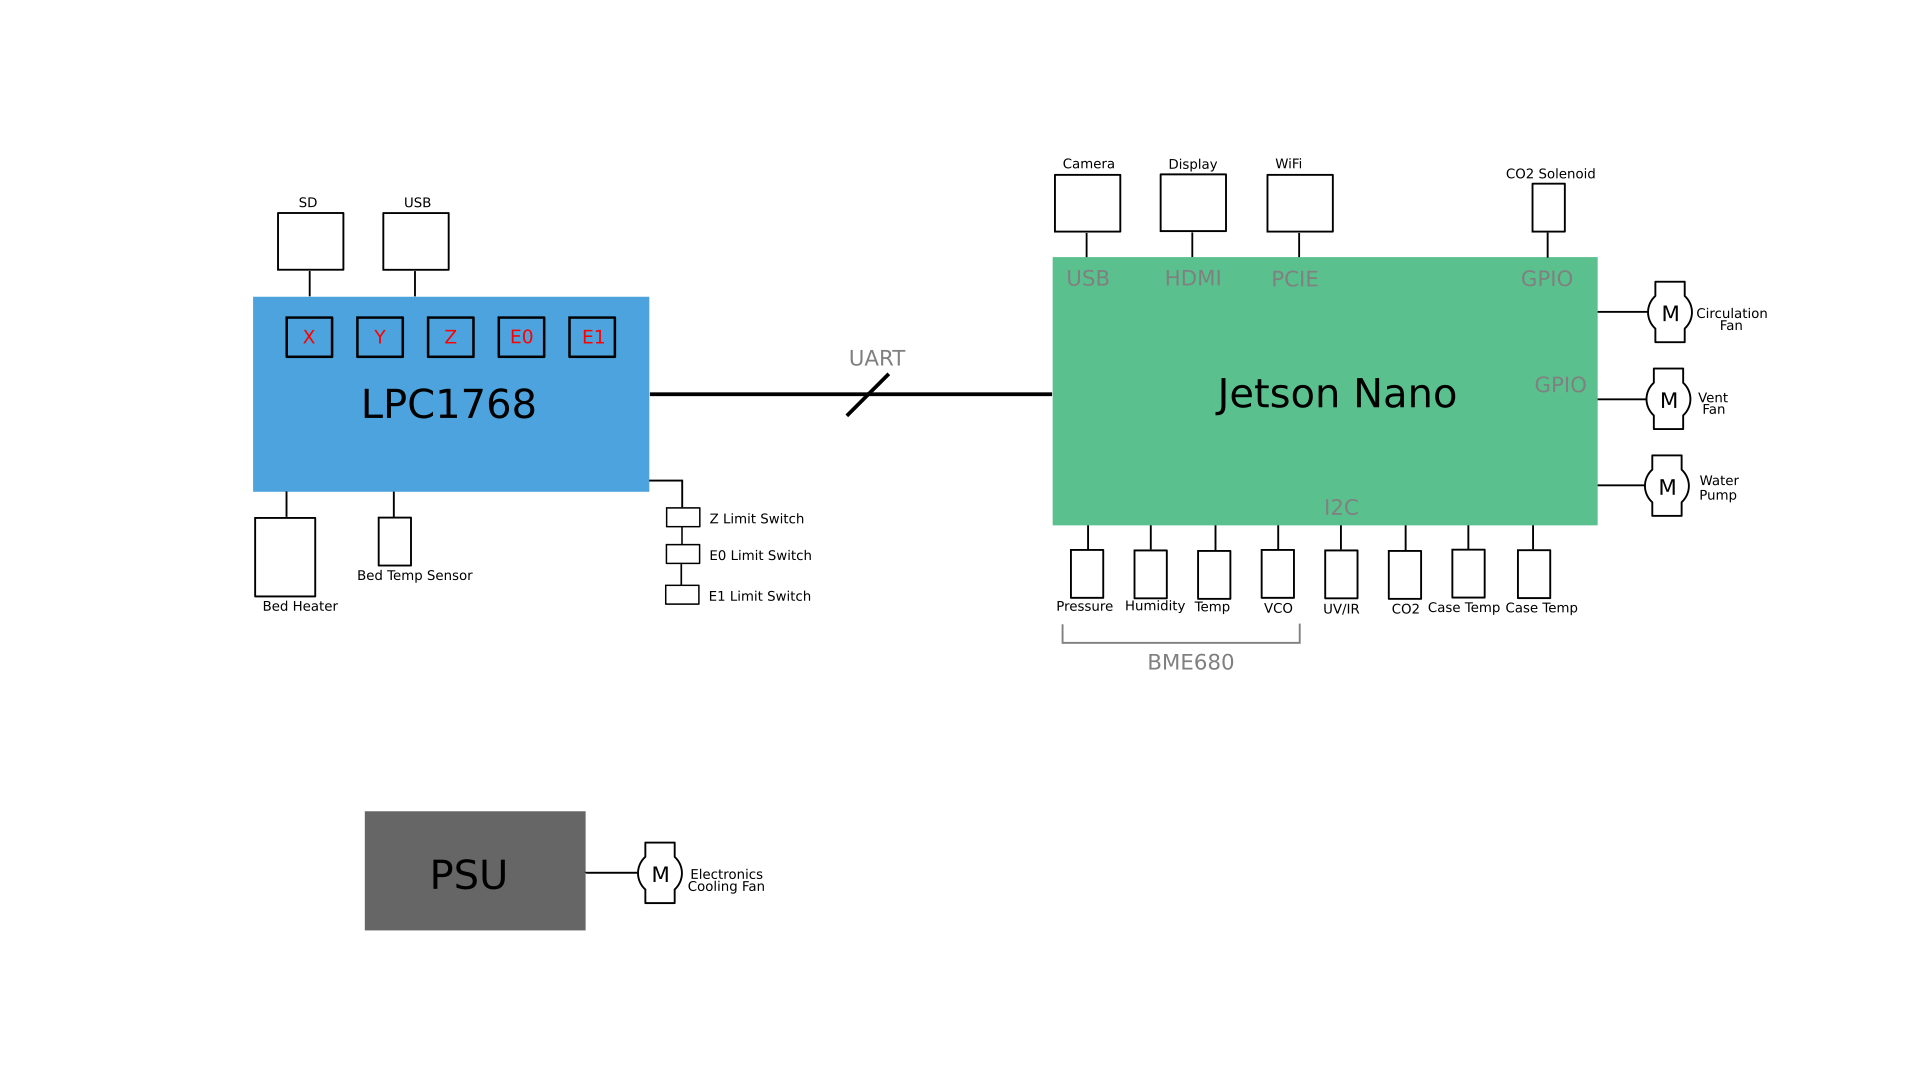 Camera
Display
WiFi
CO2 Solenoid
SD
USB
USB
HDMI
PCIE
GPIO
X
Y
Z
E0
E1
LPC1768
UART
Jetson Nano
GPIO
M
Circulation
Fan
M
Vent
Fan
M
Water
Pump
I2C
Z Limit Switch
E0 Limit Switch
E1 Limit Switch
Bed Temp Sensor
Bed Heater
Pressure
Humidity
Temp
VCO
UV/IR
CO2
Case Temp
Case Temp
BME680
PSU
M
Electronics
Cooling Fan